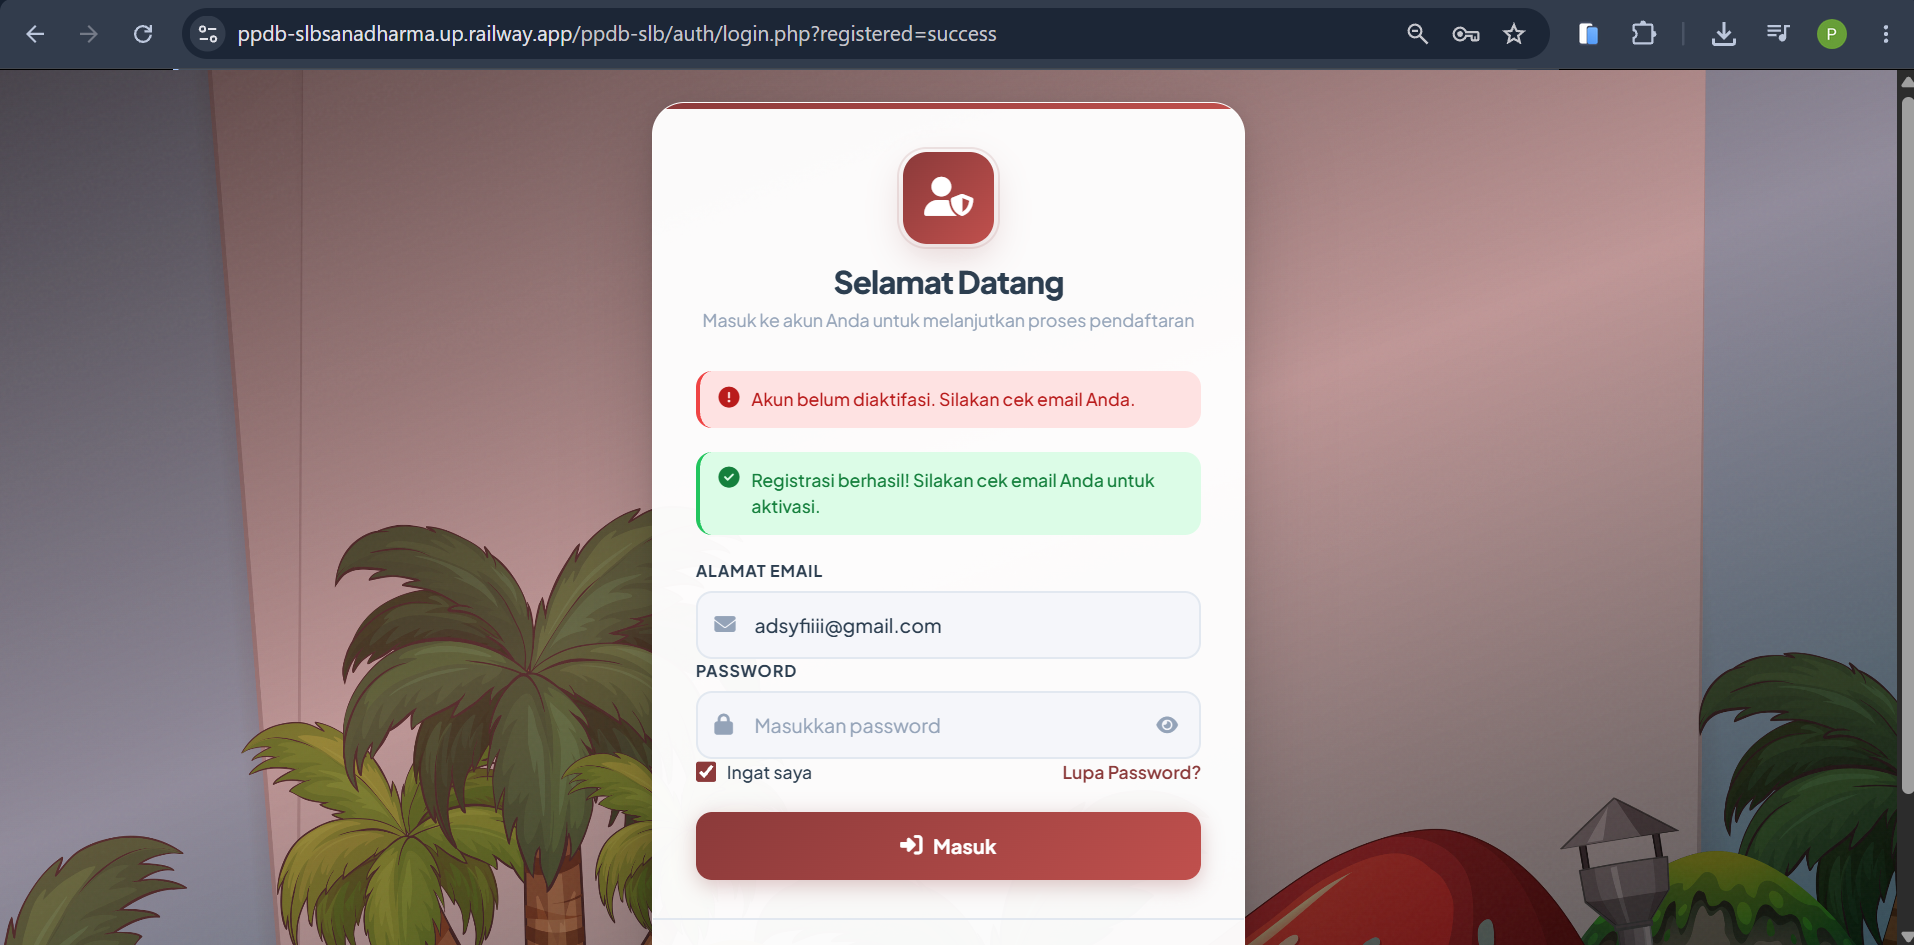 ppdb-slbsanadharma.up.railway.app/ppdb-slb/auth/login.php?registered=success
P
Selamat Datang
Masuk ke akun Anda untuk melanjutkan proses pendaftaran
Akun belum diaktifasi. Silakan cek email Anda.
Registrasi berhasil! Silakan cek email Anda untuk
aktivasi.
ALAMAT EMAIL
adsyfiiii@gmail.com
PASSWORD
Masukkan password
Ingat saya
Lupa Password?
Masuk